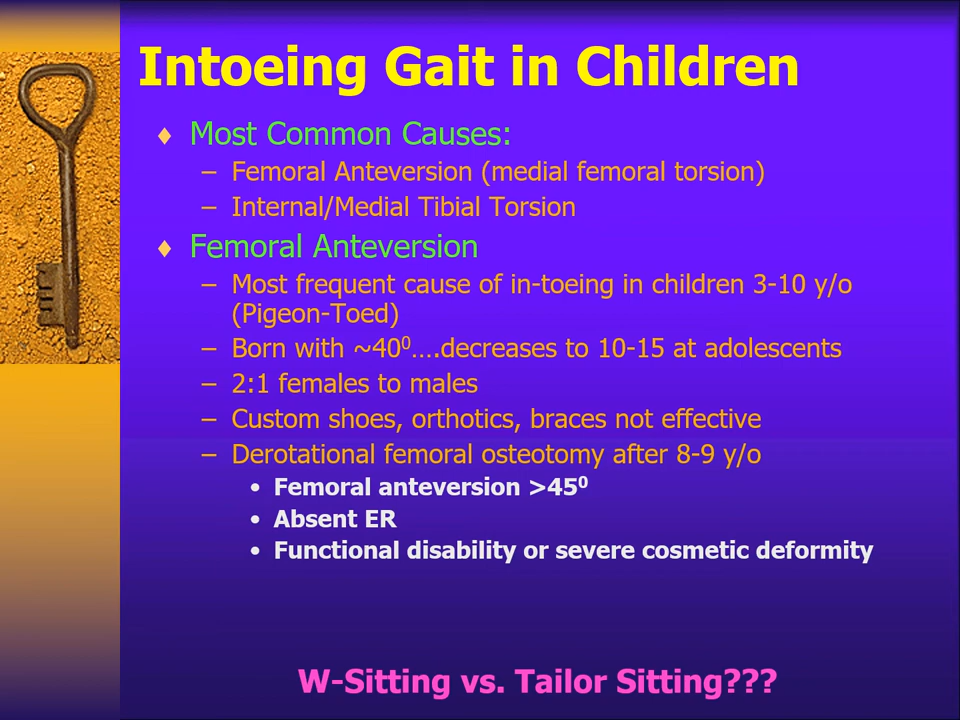 Intoeing Gait in Children
♦ Most Common Causes:
– Femoral Anteversion (medial femoral torsion)
– Internal/Medial Tibial Torsion
♦ Femoral Anteversion
– Most frequent cause of in-toeing in children 3-10 y/o
(Pigeon-Toed)
– Born with ~40⁰….decreases to 10-15 at adolescents
– 2:1 females to males
– Custom shoes, orthotics, braces not effective
– Derotational femoral osteotomy after 8-9 y/o
• Femoral anteversion >45⁰
• Absent ER
• Functional disability or severe cosmetic deformity
W-Sitting vs. Tailor Sitting???